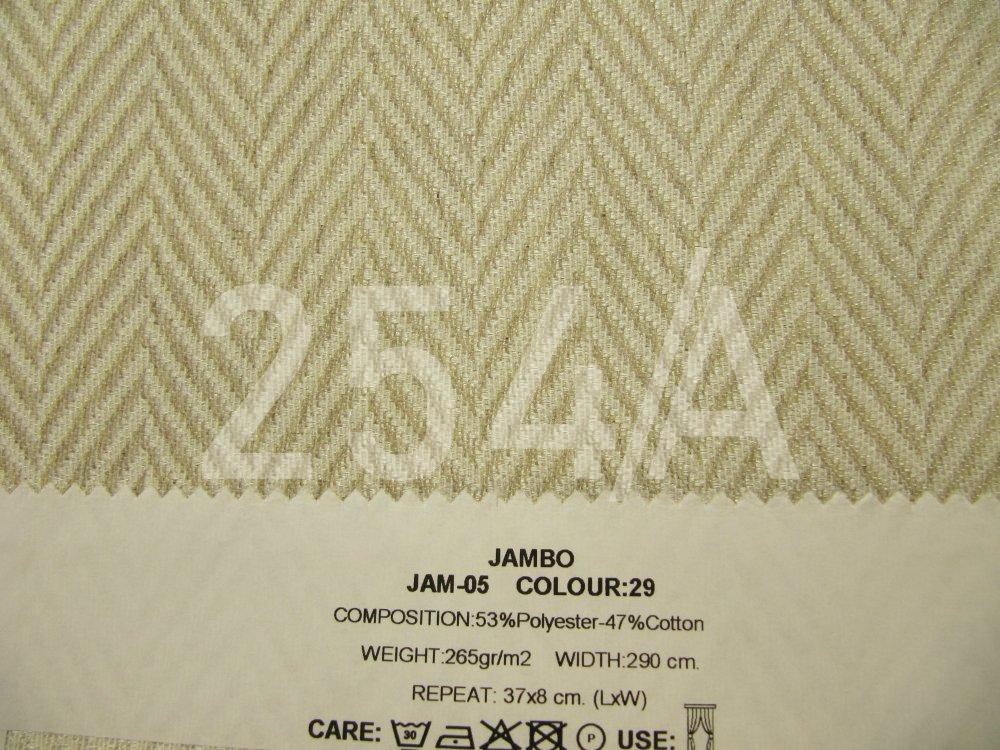 254/A
JAMBO
JAM-05 COLOUR:29
COMPOSITION:53%Polyester-47%Cotton
WEIGHT:265gr/m2 WIDTH:290 cm.
REPEAT: 37x8 cm. (LxW)
CARE: 30 P USE: